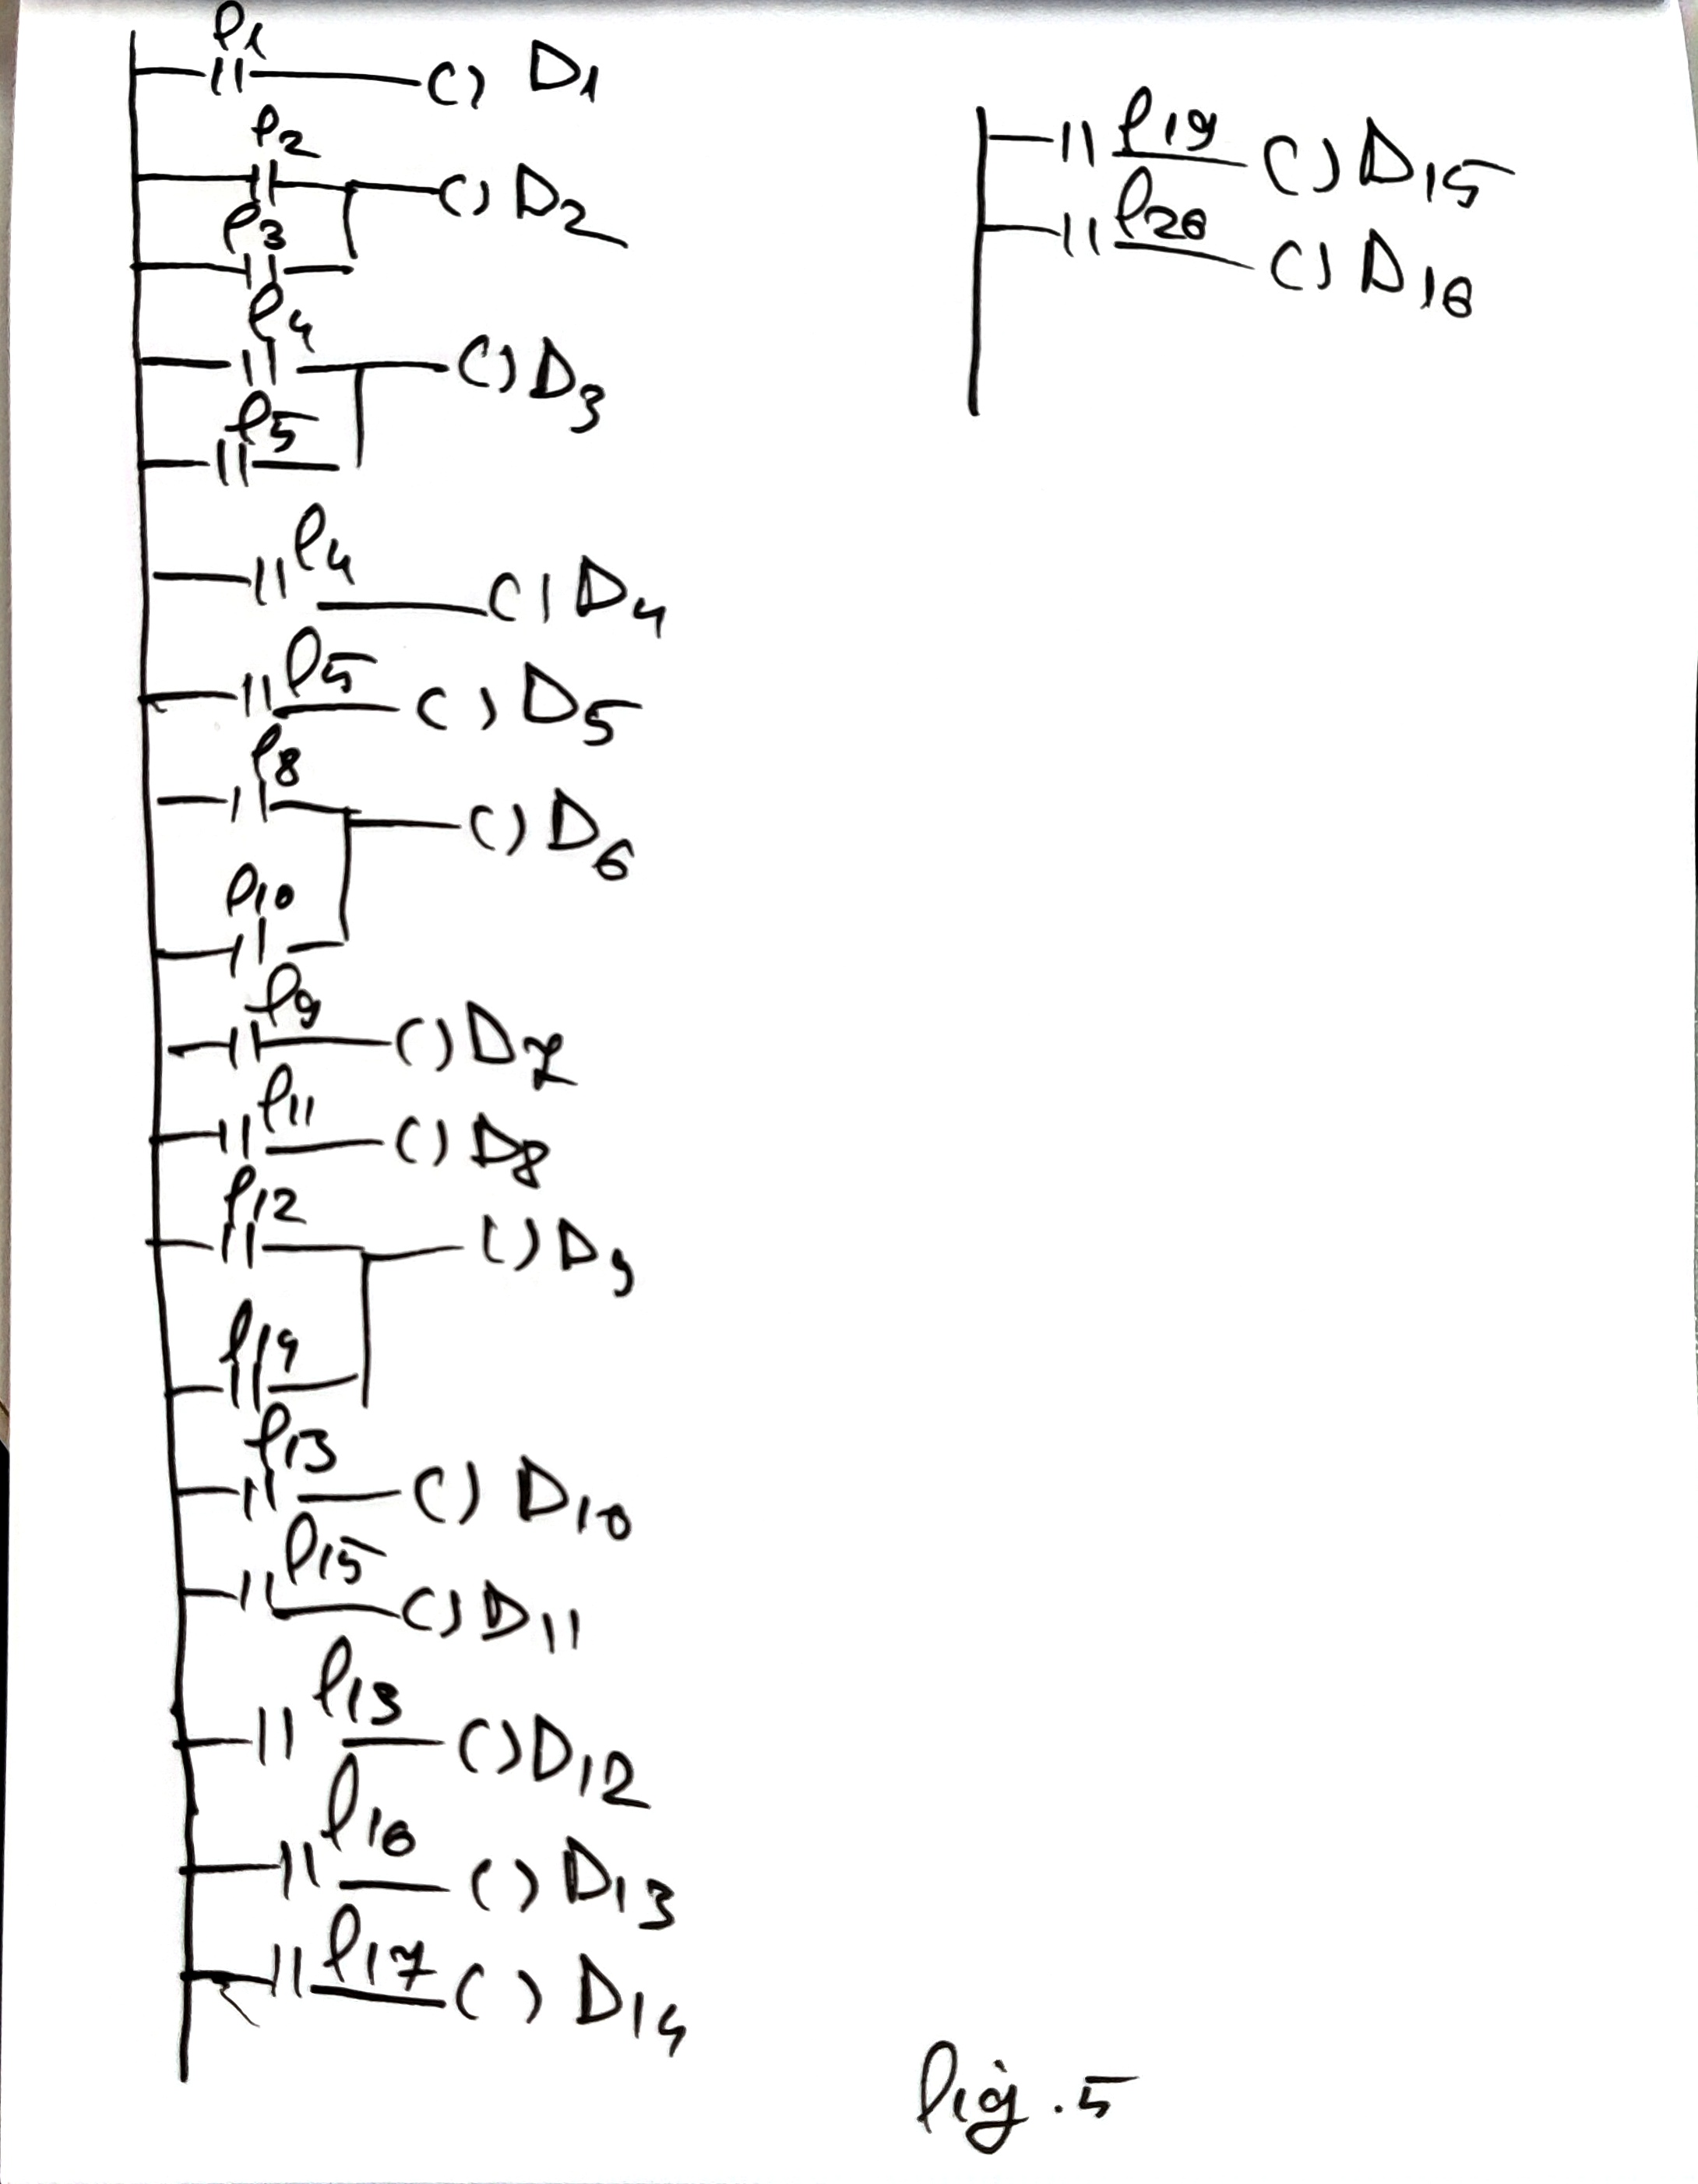 P1
( ) D1
P2
( ) D2
P3
P4
( ) D3
P5
P4
( ) D4
P5 ( ) D5
P8
( ) D6
P10
P9
( ) D7
P11
( ) D8
P12
( ) D9
P14
P13
( ) D10
P15
( ) D11
P13
( ) D12
P16
( ) D13
P17 ( ) D14
P19 ( ) D15
P20
( ) D16
fig. 5